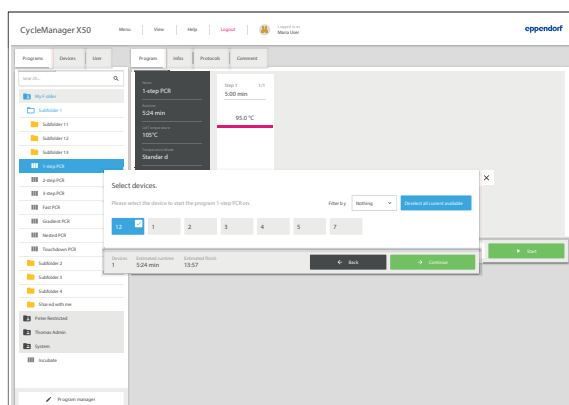 CycleManager X50
Menu
View
Help
Logout
Logged in as
Maria User
eppendorf
Programs
Devices
User
Program
Infos
Protocols
Comment
My Folder
Subfolder 1
Subfolder 11
Subfolder 12
Subfolder 13
1-step PCR
2-step PCR
3-step PCR
Fast PCR
Gradient PCR
Nested PCR
Touchdown PCR
Subfolder 2
Subfolder 3
Subfolder 4
Shared with me
Peter Restricted
Thomas Admin
System
Incubate
Program manager
Name
1-step PCR
Runtime
5:24 min
Lid Temperature
105°C
Temperature Mode
Standar d
Step 1 1/1
5:00 min
95.0 °C
Select devices.
Please select the device to start the program 1-step PCR on.
Filter b y
Nothing
Deselect all current available
12
1
2
3
4
5
7
Devices
1
Estimated runtime
5:24 min
Estimated finish
13:57
Back
Continue
Start